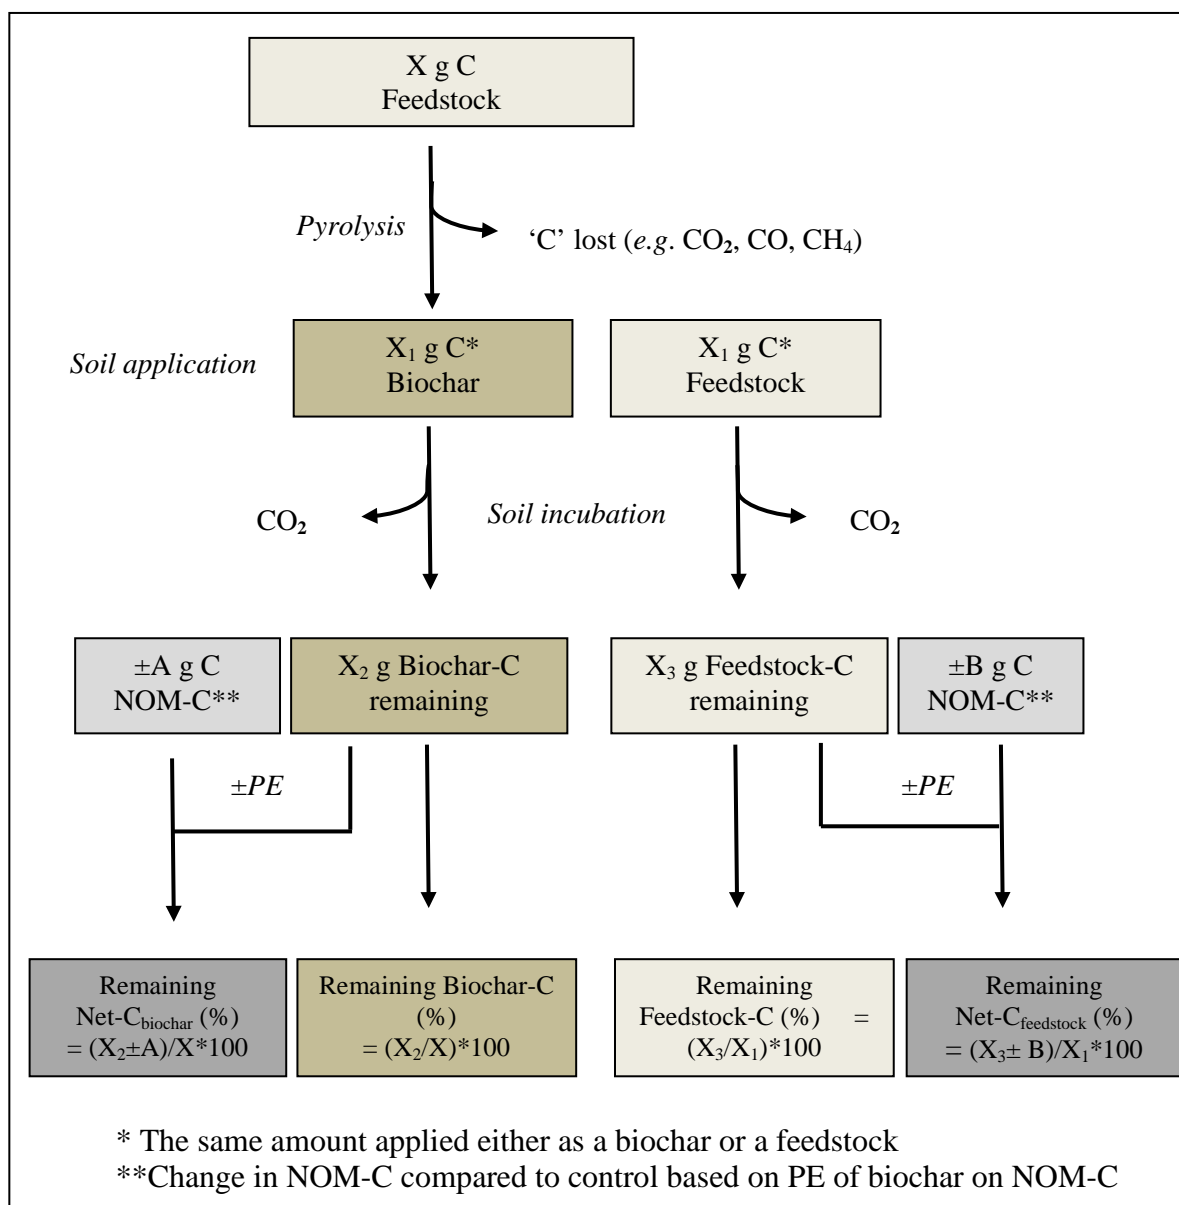 X g C
Feedstock
Pyrolysis
‘C’ lost (e.g. CO₂, CO, CH₄)
Soil application
X₁ g C*
Biochar
X₁ g C*
Feedstock
CO₂
Soil incubation
CO₂
±A g C
NOM-C**
X₂ g Biochar-C
remaining
X₃ g Feedstock-C
remaining
±B g C
NOM-C**
±PE
±PE
Remaining
Net-C_biochar (%)
= (X₂±A)/X*100
Remaining Biochar-C
(%)
= (X₂/X)*100
Remaining
Feedstock-C (%) =
(X₃/X₁)*100
Remaining
Net-C_feedstock (%)
= (X₃± B)/X₁*100
* The same amount applied either as a biochar or a feedstock
**Change in NOM-C compared to control based on PE of biochar on NOM-C